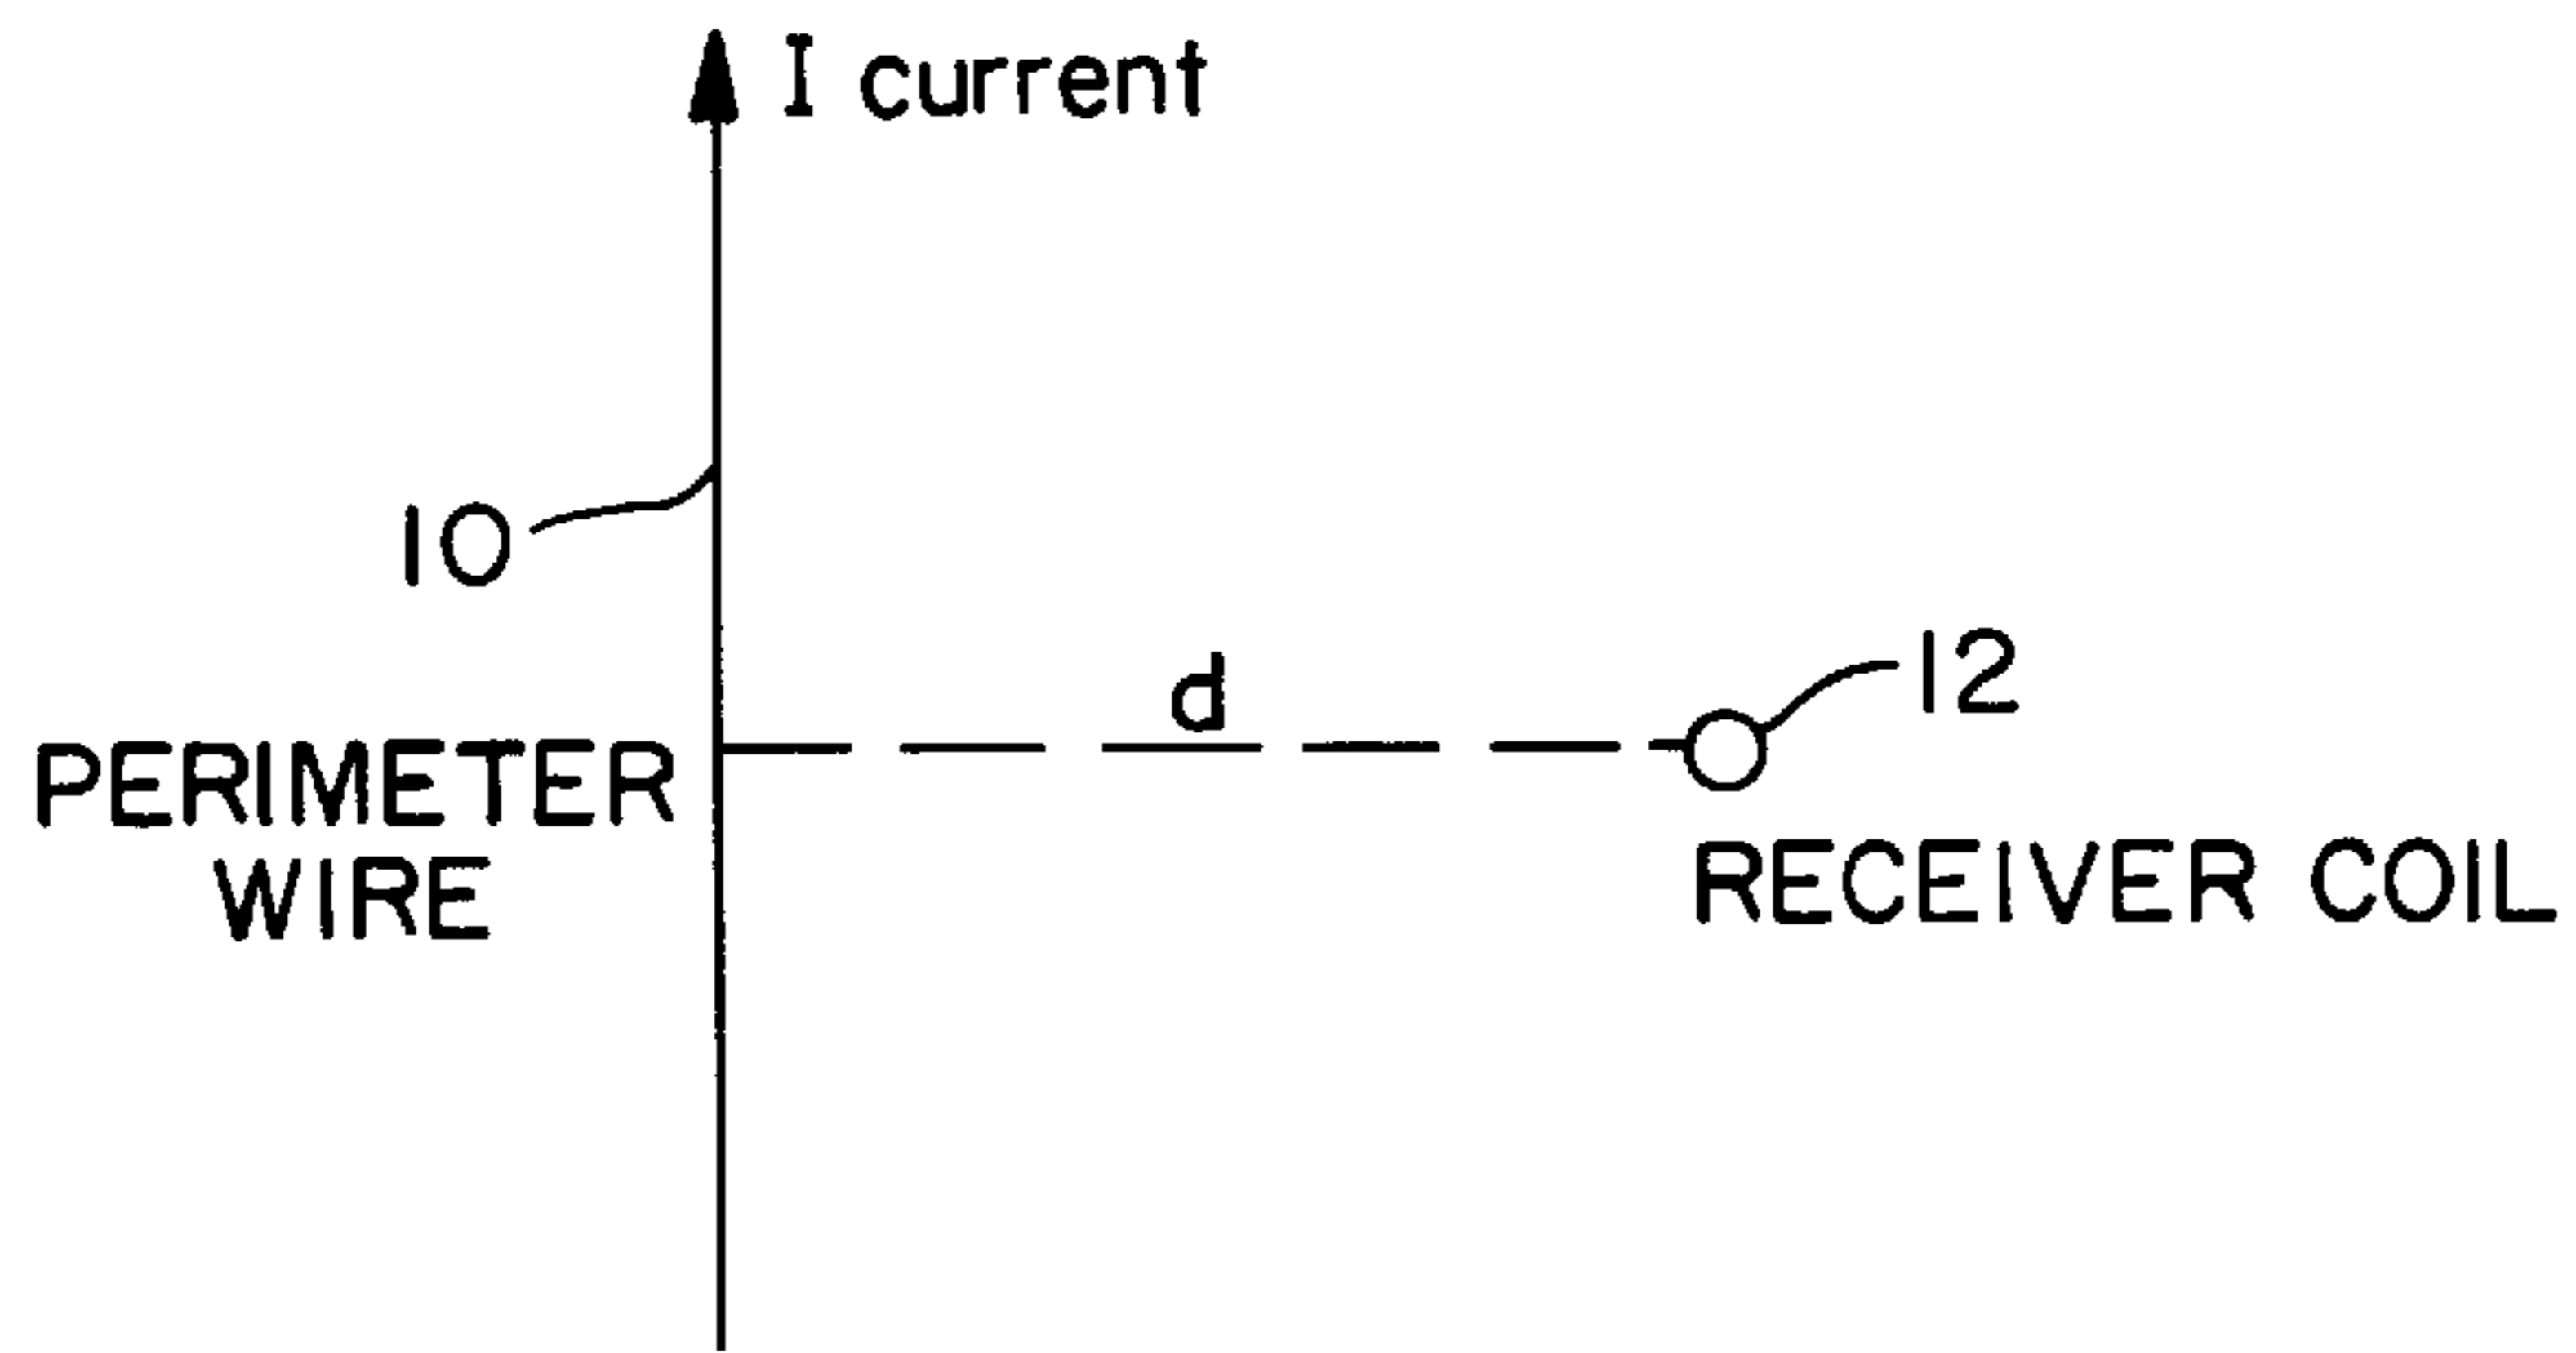 I current
10
d
12
PERIMETER
WIRE
RECEIVER COIL